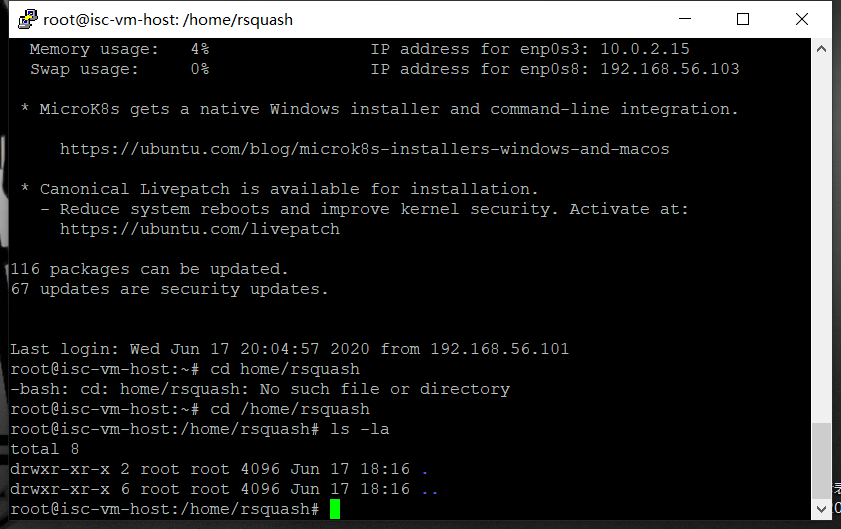 root@isc-vm-host: /home/rsquash
Memory usage:   4%                IP address for enp0s3: 10.0.2.15
Swap usage:     0%                IP address for enp0s8: 192.168.56.103
* MicroK8s gets a native Windows installer and command-line integration.
https://ubuntu.com/blog/microk8s-installers-windows-and-macos
* Canonical Livepatch is available for installation.
- Reduce system reboots and improve kernel security. Activate at:
https://ubuntu.com/livepatch
116 packages can be updated.
67 updates are security updates.
Last login: Wed Jun 17 20:04:57 2020 from 192.168.56.101
root@isc-vm-host:~# cd home/rsquash
-bash: cd: home/rsquash: No such file or directory
root@isc-vm-host:~# cd /home/rsquash
root@isc-vm-host:/home/rsquash# ls -la
total 8
drwxr-xr-x 2 root root 4096 Jun 17 18:16 .
drwxr-xr-x 6 root root 4096 Jun 17 18:16 ..
root@isc-vm-host:/home/rsquash#